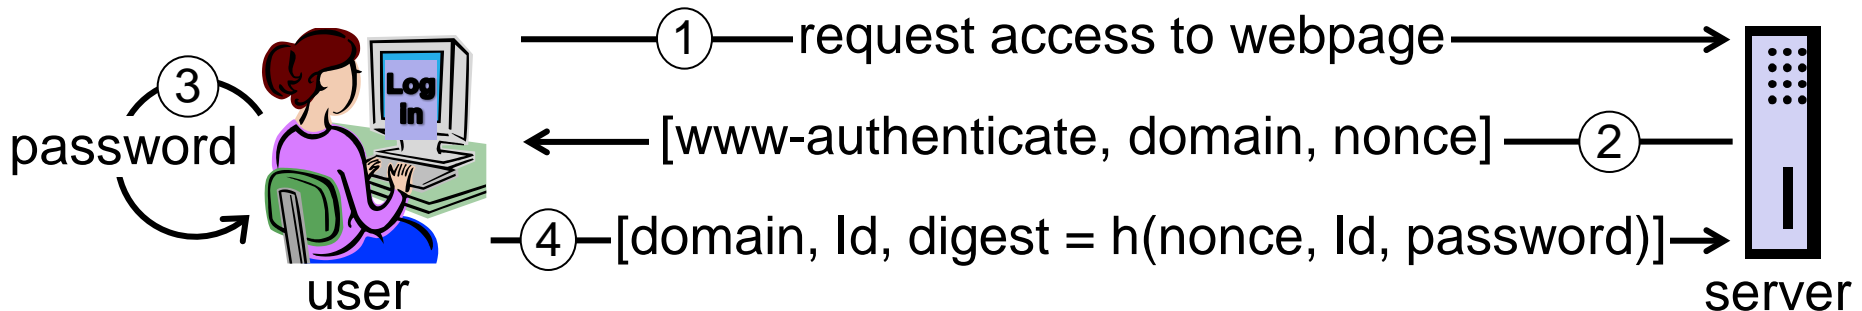 1 request access to webpage
3
Log
In
password
[www-authenticate, domain, nonce] 2
4 [domain, Id, digest = h(nonce, Id, password)]
user
server